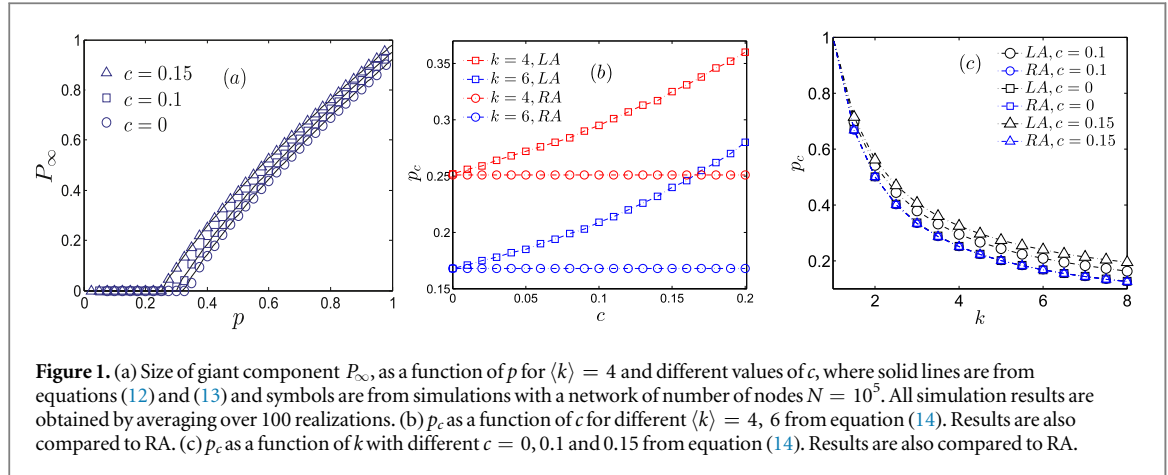 (a)
c = 0.15
c = 0.1
c = 0
P∞
1
0.8
0.6
0.4
0.2
0
0 0.2 0.4 0.6 0.8 1
p
(b)
k = 4, LA
k = 6, LA
k = 4, RA
k = 6, RA
p_c
0.35
0.25
0.15
0 0.05 0.1 0.15 0.2
c
(c)
LA, c = 0.1
RA, c = 0.1
LA, c = 0
RA, c = 0
LA, c = 0.15
RA, c = 0.15
p_c
1
0.8
0.6
0.4
0.2
2 4 6 8
k
Figure 1. (a) Size of giant component P∞, as a function of p for ⟨k⟩ = 4 and different values of c, where solid lines are from
equations (12) and (13) and symbols are from simulations with a network of number of nodes N = 10⁵. All simulation results are
obtained by averaging over 100 realizations. (b) p_c as a function of c for different ⟨k⟩ = 4, 6 from equation (14). Results are also
compared to RA. (c) p_c as a function of k with different c = 0, 0.1 and 0.15 from equation (14). Results are also compared to RA.